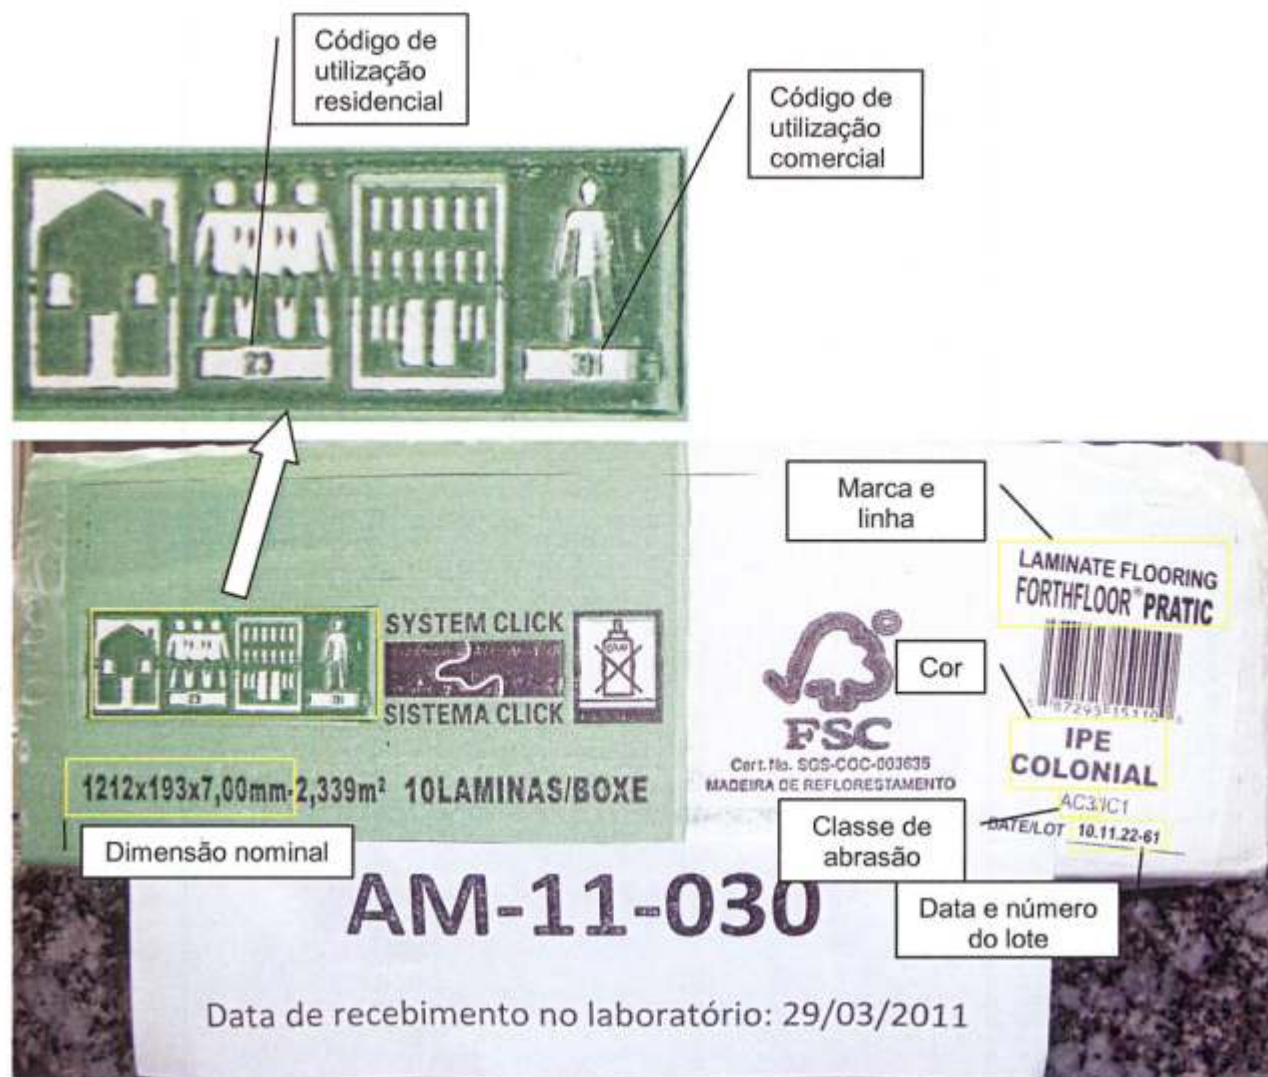 Código de
utilização
residencial
Código de
utilização
comercial
23
31
Marca e
linha
LAMINATE FLOORING
FORTHFLOOR® PRATIC
SYSTEM CLICK
SISTEMA CLICK
23
31
©
FSC
Cert.No. SGS-COC-003635
MADEIRA DE REFLORESTAMENTO
Cor
IPE
COLONIAL
1212x193x7,00mm-2,339m² 10LAMINAS/BOXE
Dimensão nominal
Classe de
abrasão
AC3/IC1
DATE/LOT 10.11.22-61
Data e número
do lote
AM-11-030
Data de recebimento no laboratório: 29/03/2011